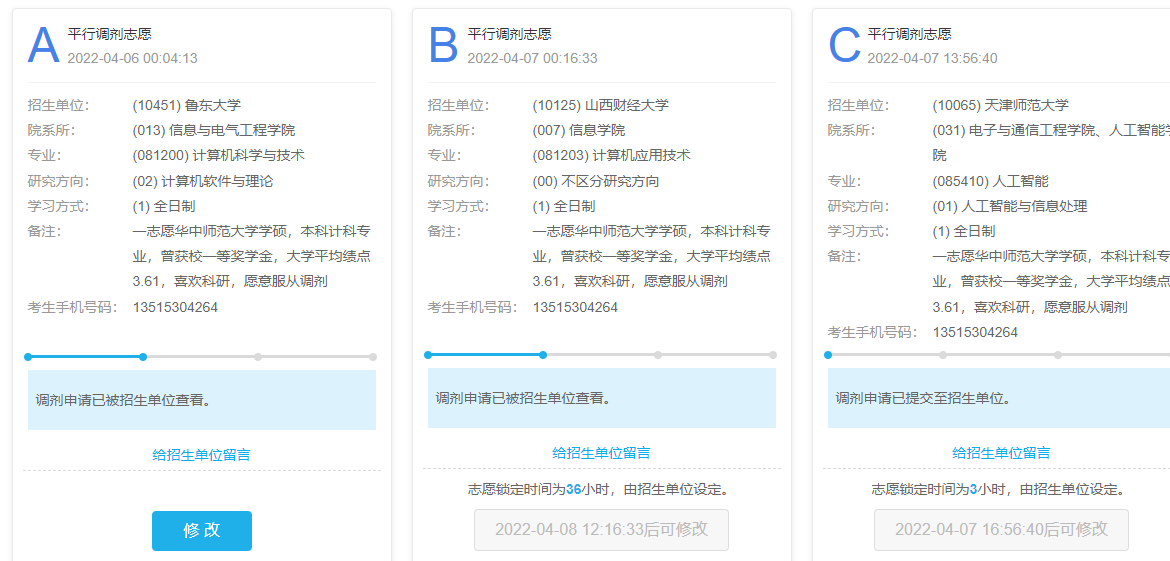 A 平行调剂志愿
2022-04-06 00:04:13
招生单位： (10451) 鲁东大学
院系所： (013) 信息与电气工程学院
专业： (081200) 计算机科学与技术
研究方向： (02) 计算机软件与理论
学习方式： (1) 全日制
备注： 一志愿华中师范大学学硕，本科计科专
业，曾获校一等奖学金，大学平均绩点
3.61，喜欢科研，愿意服从调剂
考生手机号码： 13515304264
调剂申请已被招生单位查看。
给招生单位留言
修 改
B 平行调剂志愿
2022-04-07 00:16:33
招生单位： (10125) 山西财经大学
院系所： (007) 信息学院
专业： (081203) 计算机应用技术
研究方向： (00) 不区分研究方向
学习方式： (1) 全日制
备注： 一志愿华中师范大学学硕，本科计科专
业，曾获校一等奖学金，大学平均绩点
3.61，喜欢科研，愿意服从调剂
考生手机号码： 13515304264
调剂申请已被招生单位查看。
给招生单位留言
志愿锁定时间为36小时，由招生单位设定。
2022-04-08 12:16:33后可修改
C 平行调剂志愿
2022-04-07 13:56:40
招生单位： (10065) 天津师范大学
院系所： (031) 电子与通信工程学院、人工智能学
院
专业： (085410) 人工智能
研究方向： (01) 人工智能与信息处理
学习方式： (1) 全日制
备注： 一志愿华中师范大学学硕，本科计科专
业，曾获校一等奖学金，大学平均绩点
3.61，喜欢科研，愿意服从调剂
考生手机号码： 13515304264
调剂申请已提交至招生单位。
给招生单位留言
志愿锁定时间为3小时，由招生单位设定。
2022-04-07 16:56:40后可修改